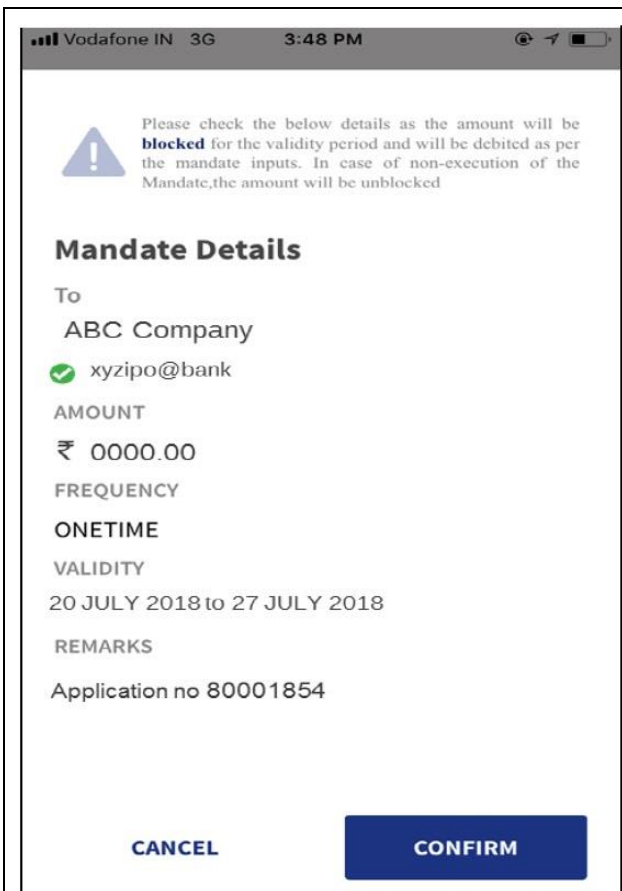 Vodafone IN 3G 3:48 PM
Please check the below details as the amount will be
blocked for the validity period and will be debited as per
the mandate inputs. In case of non-execution of the
Mandate,the amount will be unblocked
Mandate Details
To
ABC Company
xyzipo@bank
AMOUNT
₹ 0000.00
FREQUENCY
ONETIME
VALIDITY
20 JULY 2018 to 27 JULY 2018
REMARKS
Application no 80001854
CANCEL CONFIRM